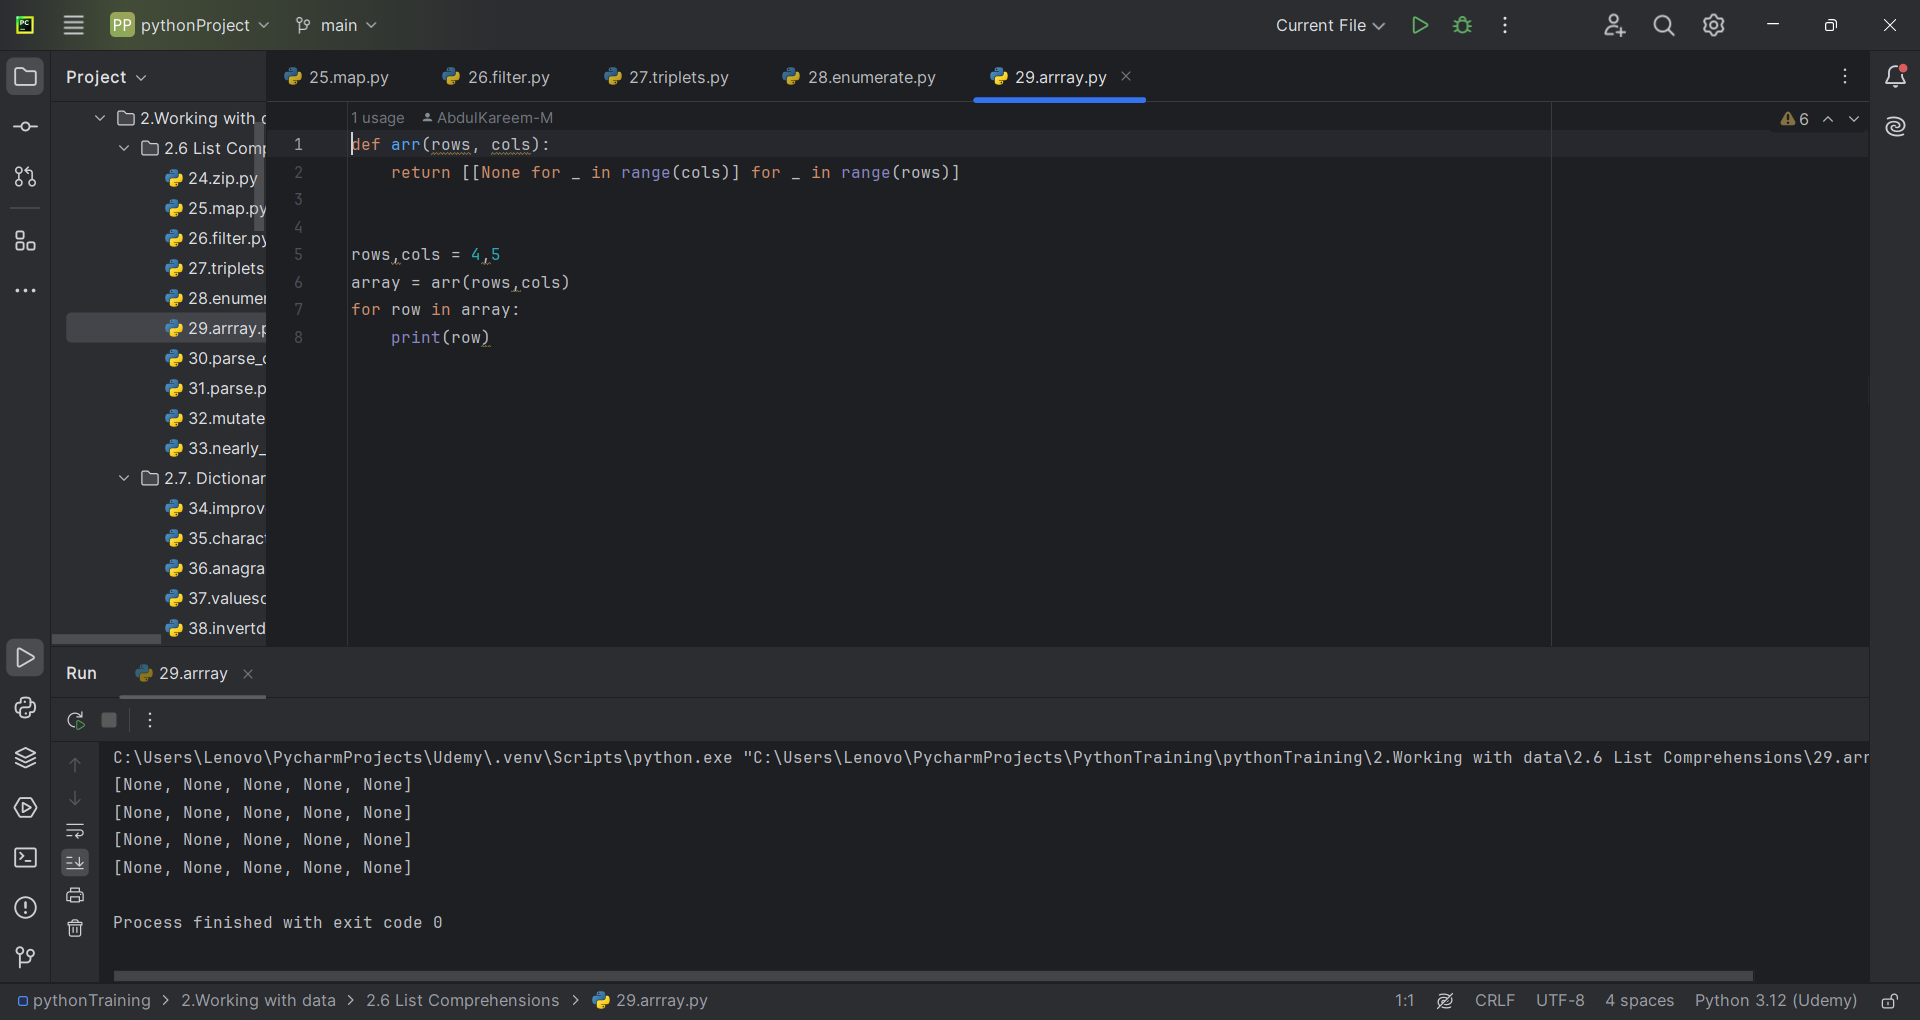 PC PP pythonProject main Current File
Project 25.map.py 26.filter.py 27.triplets.py 28.enumerate.py 29.arrray.py
2.Working with
2.6 List Com
24.zip.py
25.map.py
26.filter.py
27.triplets
28.enume
29.arrray.
30.parse_
31.parse.p
32.mutate
33.nearly_
2.7. Dictionar
34.improv
35.charac
36.anagra
37.values
38.invertd
1 usage AbdulKareem-M 6
1 def arr(rows, cols):
2     return [[None for _ in range(cols)] for _ in range(rows)]
3
4
5 rows,cols = 4,5
6 array = arr(rows,cols)
7 for row in array:
8     print(row)
Run 29.arrray
C:\Users\Lenovo\PycharmProjects\Udemy\.venv\Scripts\python.exe "C:\Users\Lenovo\PycharmProjects\PythonTraining\pythonTraining\2.Working with data\2.6 List Comprehensions\29.arr
[None, None, None, None, None]
[None, None, None, None, None]
[None, None, None, None, None]
[None, None, None, None, None]
Process finished with exit code 0
pythonTraining > 2.Working with data > 2.6 List Comprehensions > 29.arrray.py 1:1 CRLF UTF-8 4 spaces Python 3.12 (Udemy)